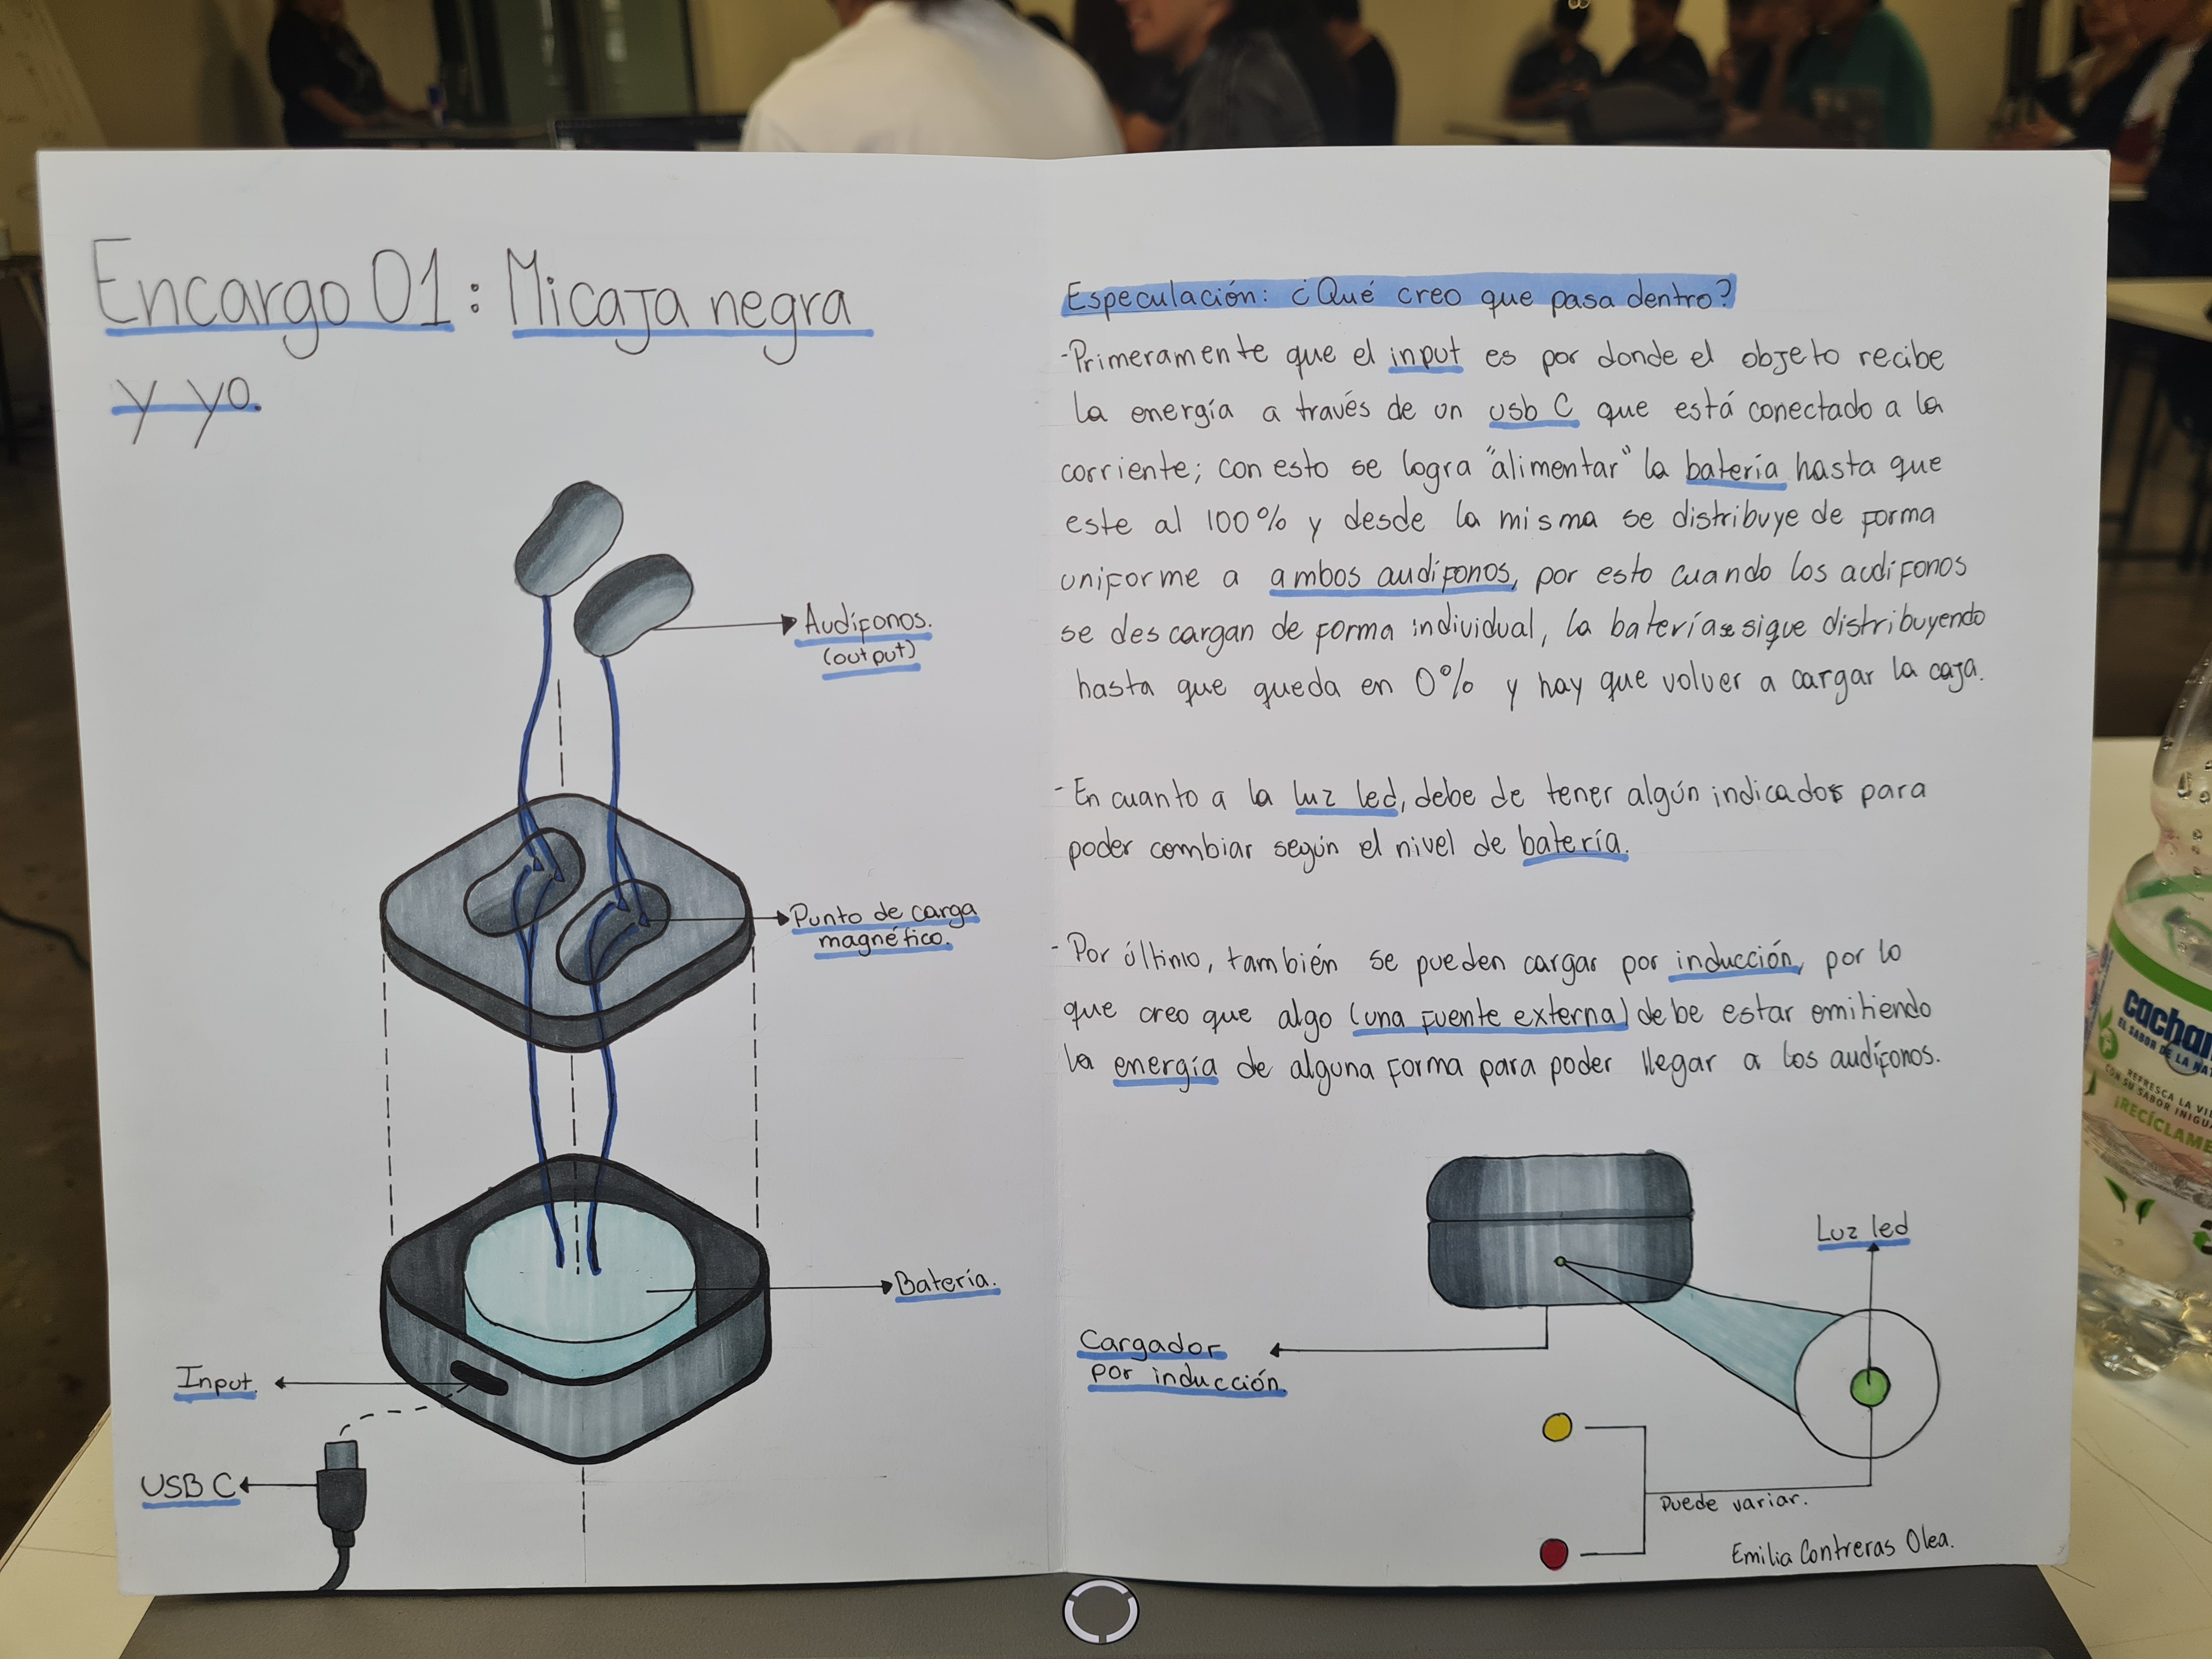 Encargo 01: Mi caja negra
y yo.
Audífonos.
(output)
Punto de carga
magnético.
Batería.
Input.
USB C
Especulación: ¿Qué creo que pasa dentro?
-Primeramente que el input es por donde el objeto recibe
la energía a través de un usb C que está conectado a la
corriente; con esto se logra "alimentar" la batería hasta que
este al 100% y desde la misma se distribuye de forma
uniforme a ambos audífonos, por esto cuando los audífonos
se descargan de forma individual, la batería sigue distribuyendo
hasta que queda en 0% y hay que volver a cargar la caja.
-En cuanto a la luz led, debe de tener algún indicador para
poder cambiar según el nivel de batería.
-Por último, también se pueden cargar por inducción, por lo
que creo que algo (una fuente externa) debe estar emitiendo
la energía de alguna forma para poder llegar a los audífonos.
Luz led
Cargador
por inducción.
Puede variar.
Emilia Contreras Olea.
cachan
EL SABOR DE LA NAT
REFRESCA LA VI
CON SU SABOR INIGU
¡RECÍCLAME